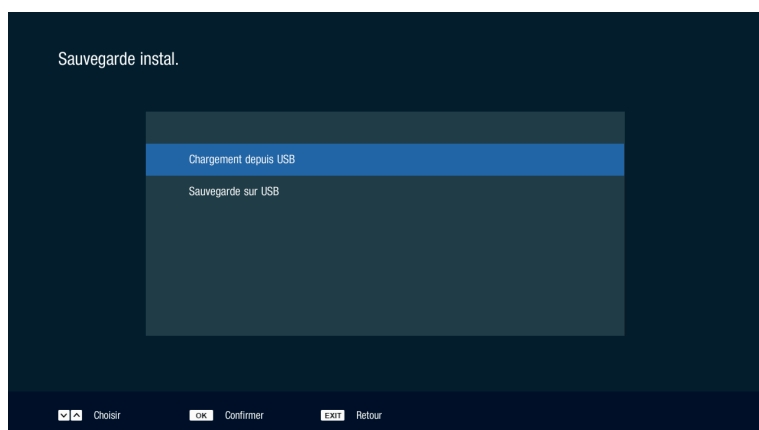 Sauvegarde instal.
Chargement depuis USB
Sauvegarde sur USB
Choisir OK Confirmer EXIT Retour